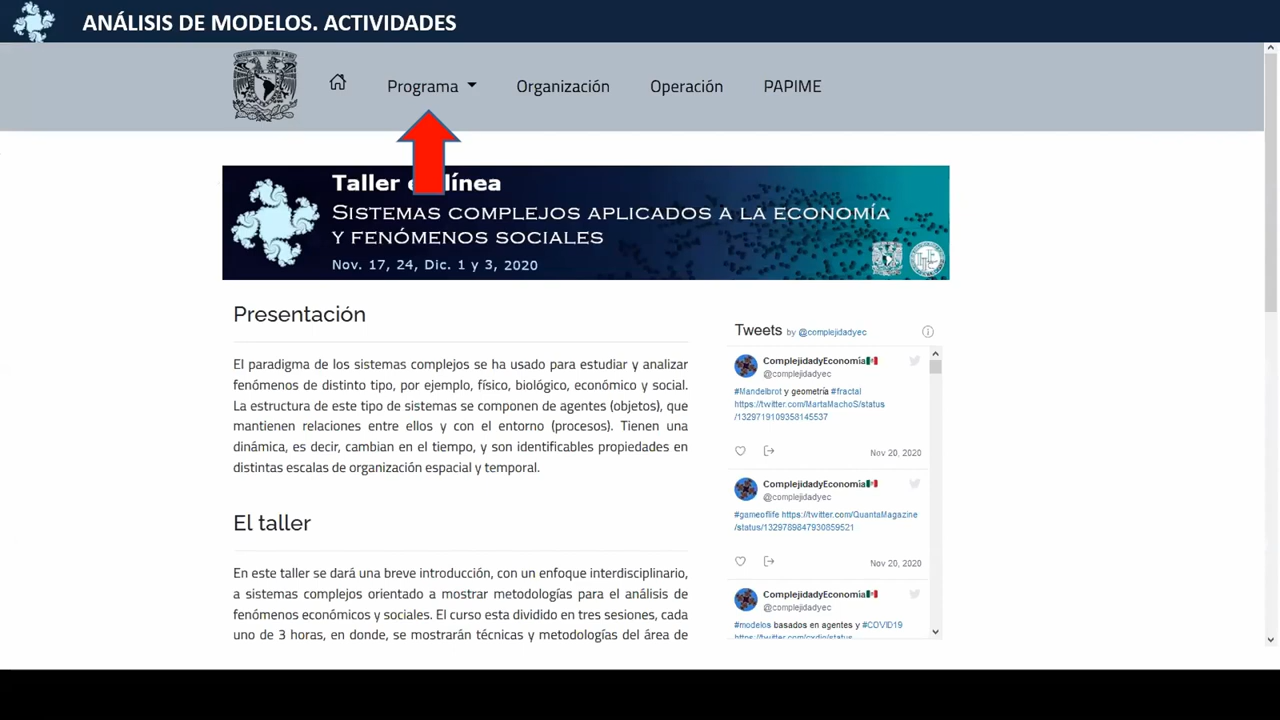 ANÁLISIS DE MODELOS. ACTIVIDADES
Programa
Organización
Operación
PAPIME
Taller línea
SISTEMAS COMPLEJOS APLICADOS A LA ECONOMÍA
Y FENÓMENOS SOCIALES
Nov. 17, 24, Dic. 1 y 3, 2020
Presentación
El paradigma de los sistemas complejos se ha usado para estudiar y analizar
fenómenos de distinto tipo, por ejemplo, físico, biológico, económico y social.
La estructura de este tipo de sistemas se componen de agentes (objetos), que
mantienen relaciones entre ellos y con el entorno (procesos). Tienen una
dinámica, es decir, cambian en el tiempo, y son identificables propiedades en
distintas escalas de organización espacial y temporal.
El taller
En este taller se dará una breve introducción, con un enfoque interdisciplinario,
a sistemas complejos orientado a mostrar metodologías para el análisis de
fenómenos económicos y sociales. El curso esta dividido en tres sesiones, cada
uno de 3 horas, en donde, se mostrarán técnicas y metodologías del área de
Tweets by @complejidadyec
ComplejidadyEconomía
@complejidadyec
#Mandelbrot y geometría #fractal
https://twitter.com/MartaMachoS/status
/1329719109358145537
Nov 20, 2020
ComplejidadyEconomía
@complejidadyec
#gameoflife https://twitter.com/QuantaMagazine
/status/1329789847930859521
Nov 20, 2020
ComplejidadyEconomía
@complejidadyec
#modelos basados en agentes y #COVID19